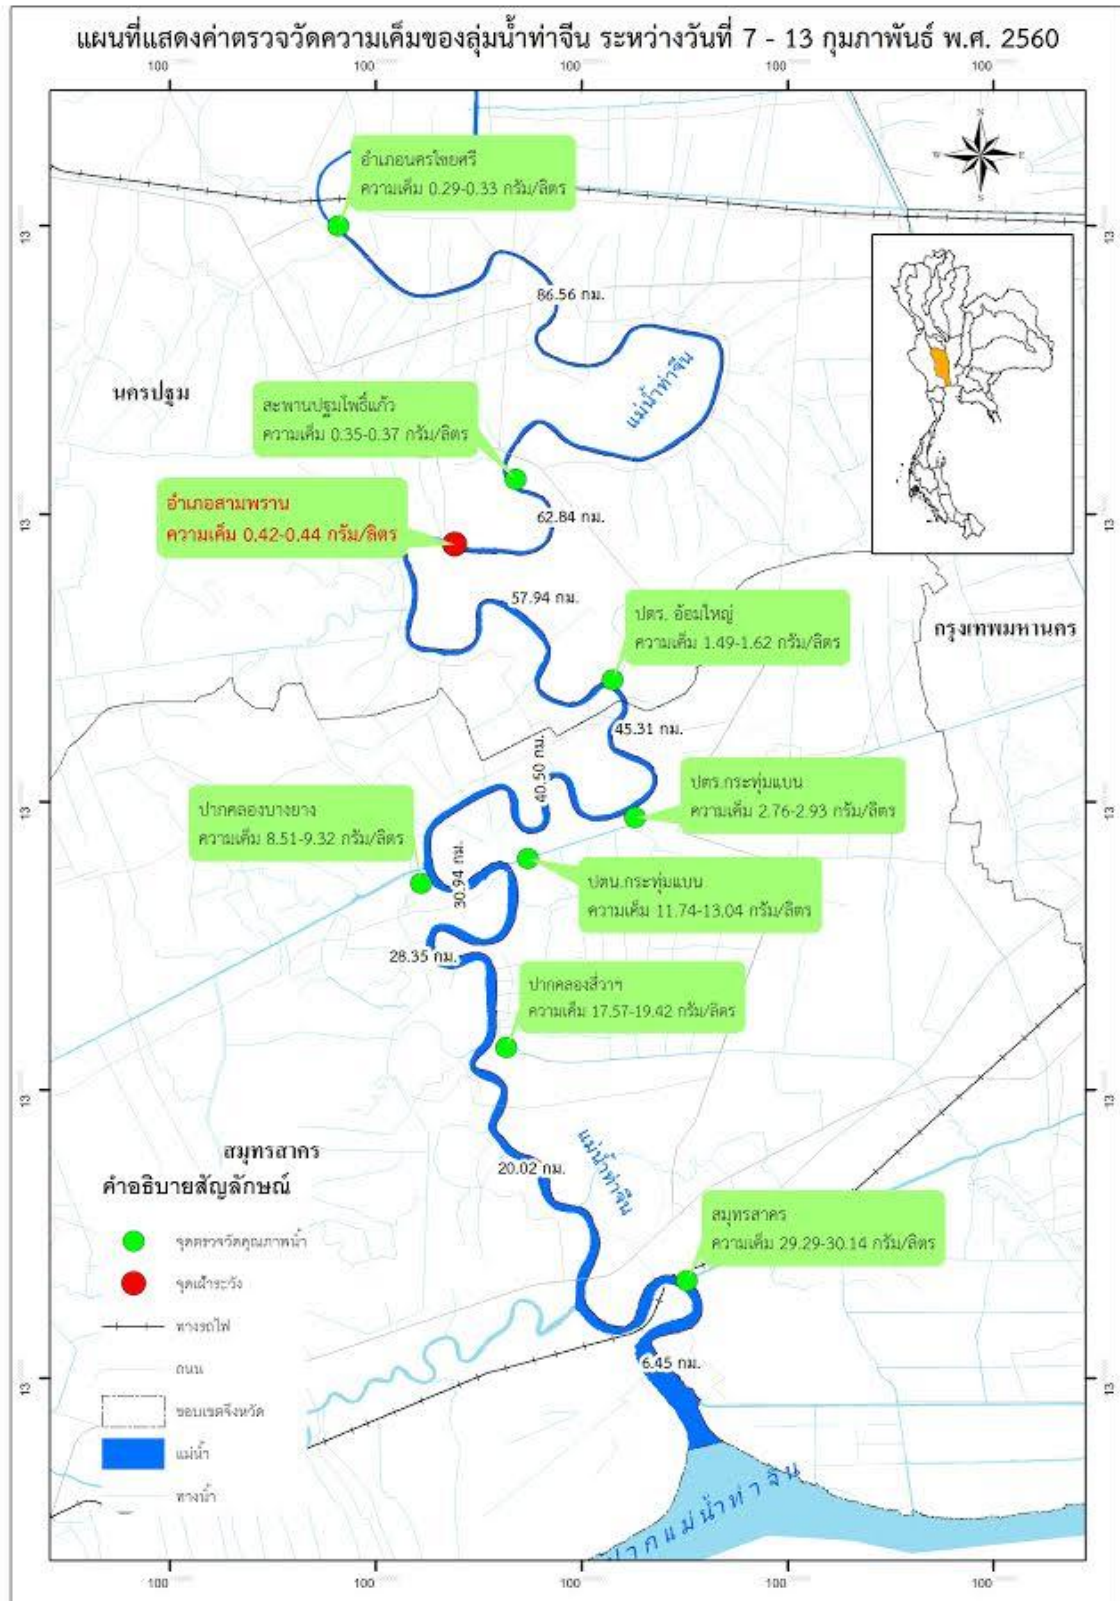 แผนที่แสดงค่าตรวจวัดความเค็มของลุ่มน้ำท่าจีน ระหว่างวันที่ 7 - 13 กุมภาพันธ์ พ.ศ. 2560
100 100 100 100 100
N
W E
S
อำเภอนครไชยศรี
ความเค็ม 0.29-0.33 กรัม/ลิตร
13 13
86.56 กม.
แม่น้ำท่าจีน
นครปฐม
สะพานปฐมโพธิ์แก้ว
ความเค็ม 0.35-0.37 กรัม/ลิตร
อำเภอสามพราน
ความเค็ม 0.42-0.44 กรัม/ลิตร
62.84 กม.
13 13
57.94 กม.
ปตร. อ้อมใหญ่
ความเค็ม 1.49-1.62 กรัม/ลิตร
กรุงเทพมหานคร
45.31 กม.
40.50 กม.
ปตร.กระทุ่มแบน
ความเค็ม 2.76-2.93 กรัม/ลิตร
13 13
ปากคลองบางยาง
ความเค็ม 8.51-9.32 กรัม/ลิตร
30.94 กม.
ปตน.กระทุ่มแบน
ความเค็ม 11.74-13.04 กรัม/ลิตร
28.35 กม.
ปากคลองสี่วาฯ
ความเค็ม 17.57-19.42 กรัม/ลิตร
13 13
สมุทรสาคร
20.02 กม.
แม่น้ำท่าจีน
สมุทรสาคร
ความเค็ม 29.29-30.14 กรัม/ลิตร
6.45 กม.
13 13
คำอธิบายสัญลักษณ์
จุดตรวจวัดคุณภาพน้ำ
จุดเฝ้าระวัง
ทางรถไฟ
ถนน
ขอบเขตจังหวัด
แม่น้ำ
ทางน้ำ
ปากแม่น้ำท่าจีน
100 100 100 100 100